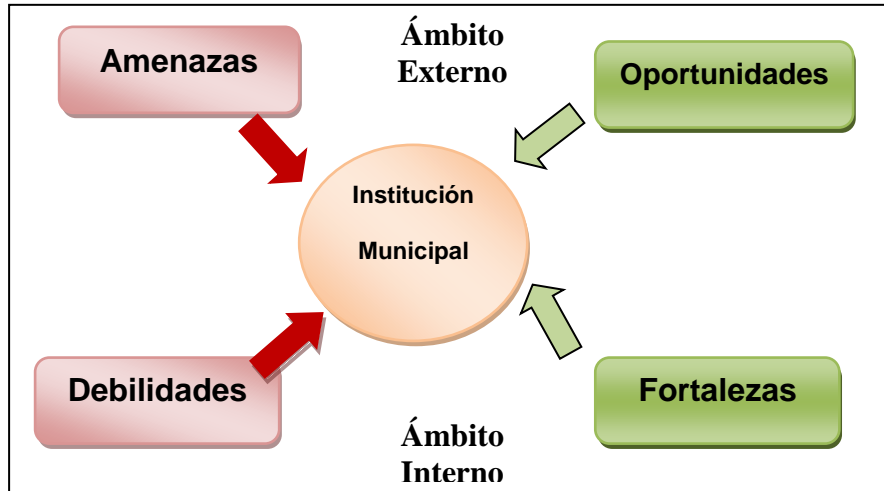 Ámbito
Externo
Amenazas
Oportunidades
Institución
Municipal
Debilidades
Fortalezas
Ámbito
Interno